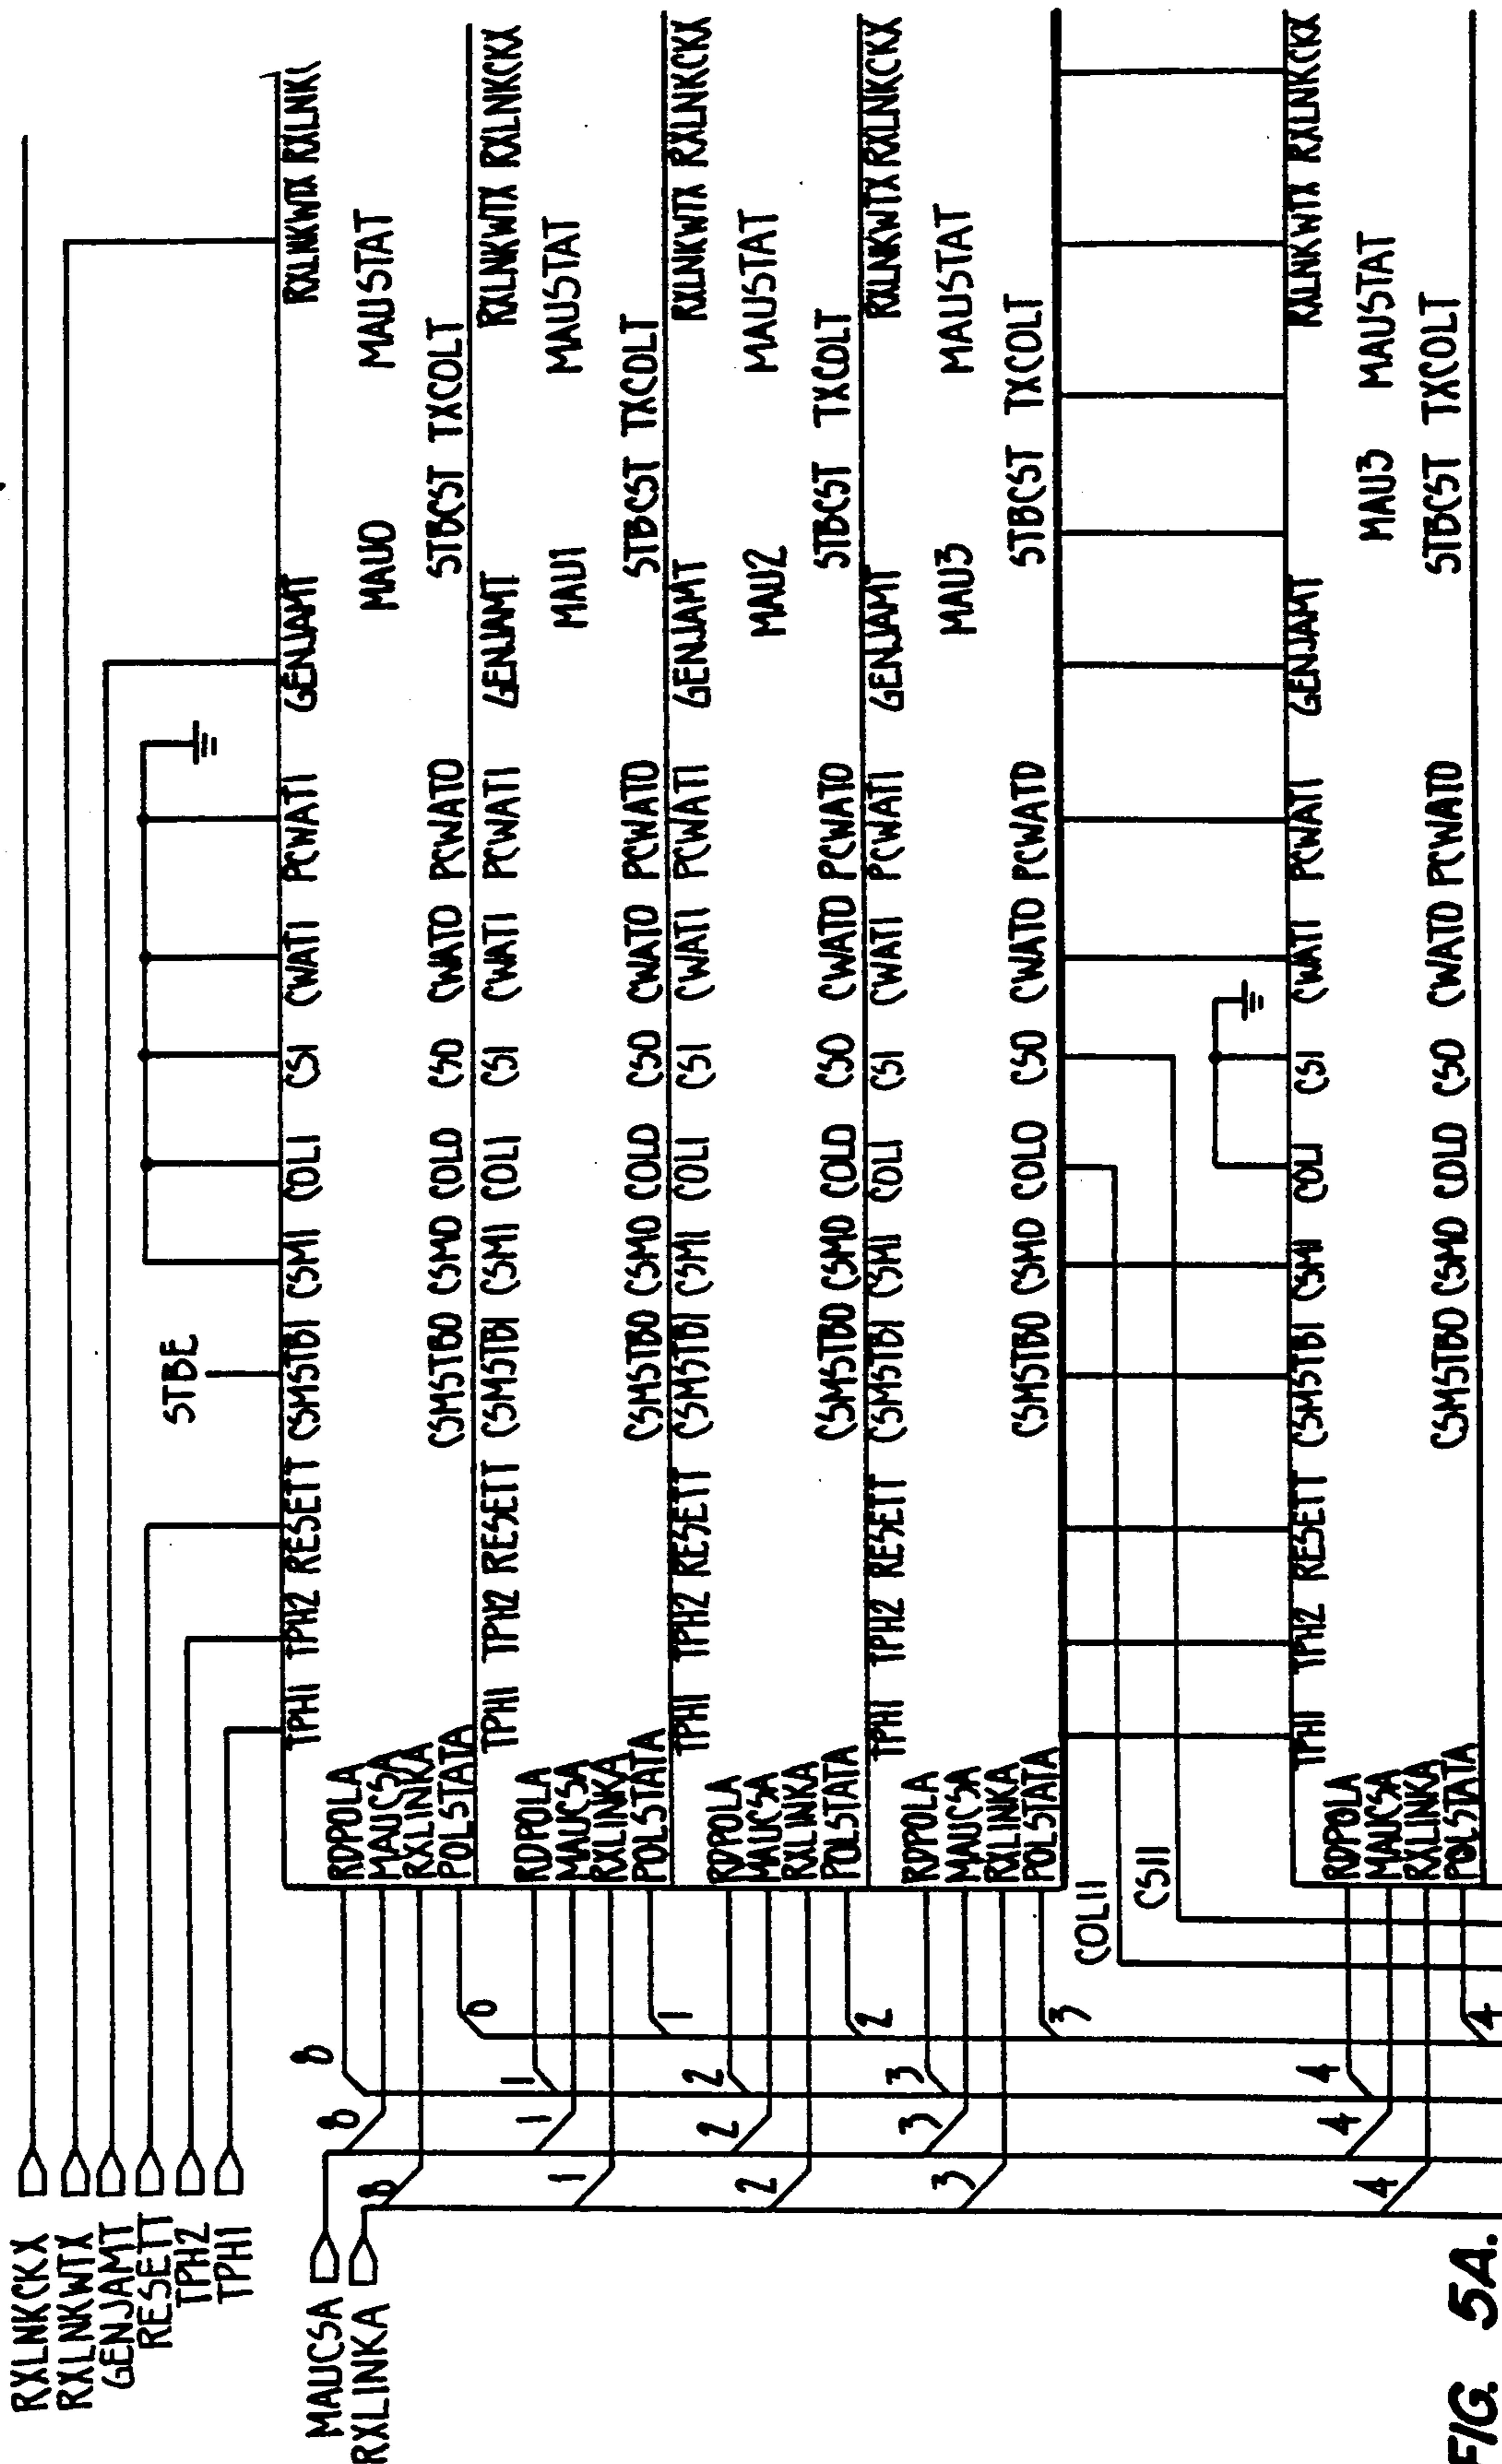 RXLNKCKX
RXLNKWTX
GENJAMT
RESETT
TPH2
TPH1
STBE
MAUCSA
RXLINKA
TPH1 TPH2 RESETT CSMSTBI CSMI COLI CSI CWATI PCWATI GENJAMT RXLNKWTX RXLNK(
0 RDPOLA
0 MAUCSA MAU0 MAUSTAT
0 RXLINKA
0 POLSTATA CSMSTBO CSMO COLO CSO CWATO PCWATO STBCST TXCOLT
TPH1 TPH2 RESETT CSMSTBI CSMI COLI CSI CWATI PCWATI GENJAMT RXLNKWTX RXLNKCKX
1 RDPOLA
1 MAUCSA MAU1 MAUSTAT
1 RXLINKA
1 POLSTATA CSMSTBO CSMO COLO CSO CWATO PCWATO STBCST TXCOLT
TPH1 TPH2 RESETT CSMSTBI CSMI COLI CSI CWATI PCWATI GENJAMT RXLNKWTX RXLNKCKX
2 RDPOLA
2 MAUCSA MAU2 MAUSTAT
2 RXLINKA
2 POLSTATA CSMSTBO CSMO COLO CSO CWATO PCWATO STBCST TXCOLT
TPH1 TPH2 RESETT CSMSTBI CSMI COLI CSI CWATI PCWATI GENJAMT RXLNKWTX RXLNKCKX
3 RDPOLA
3 MAUCSA MAU3 MAUSTAT
3 RXLINKA
3 POLSTATA CSMSTBO CSMO COLO CSO CWATO PCWATO STBCST TXCOLT
COLI1
CSI1
TPH1 TPH2 RESETT CSMSTBI CSMI COLI CSI CWATI PCWATI GENJAMT RXLNKWTX RXLNKCKX
4 RDPOLA
4 MAUCSA MAU3 MAUSTAT
4 RXLINKA
4 POLSTATA CSMSTBO CSMO COLO CSO CWATO PCWATO STBCST TXCOLT
FIG. 5A.